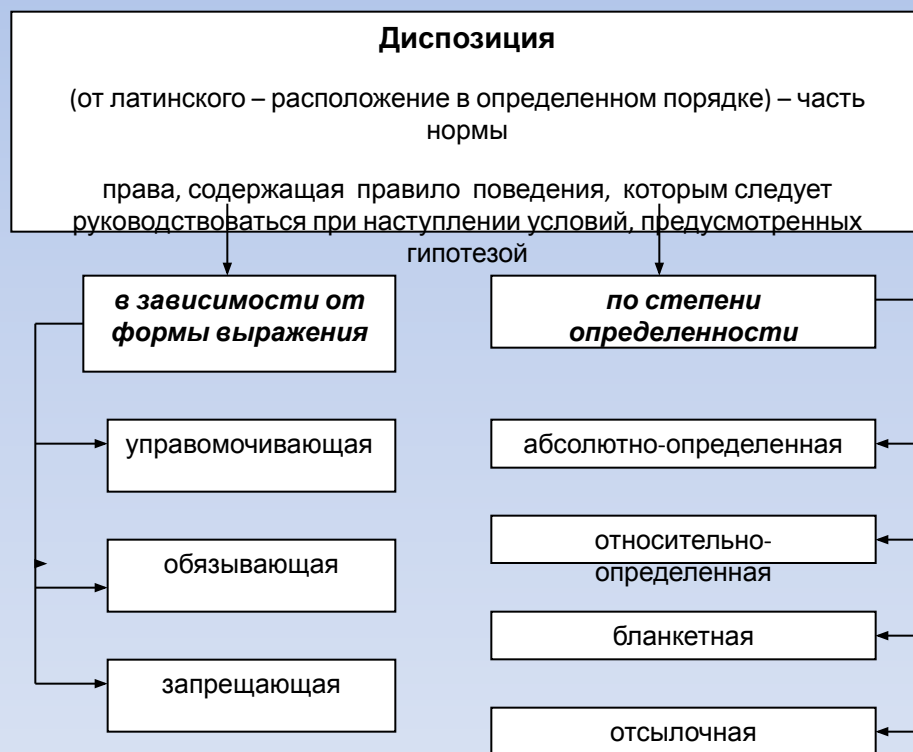 Диспозиция
(от латинского – расположение в определенном порядке) – часть
нормы
права, содержащая правило поведения, которым следует
руководствоваться при наступлении условий, предусмотренных
гипотезой
в зависимости от
формы выражения
управомочивающая
обязывающая
запрещающая
по степени
определенности
абсолютно-определенная
относительно-
определенная
бланкетная
отсылочная